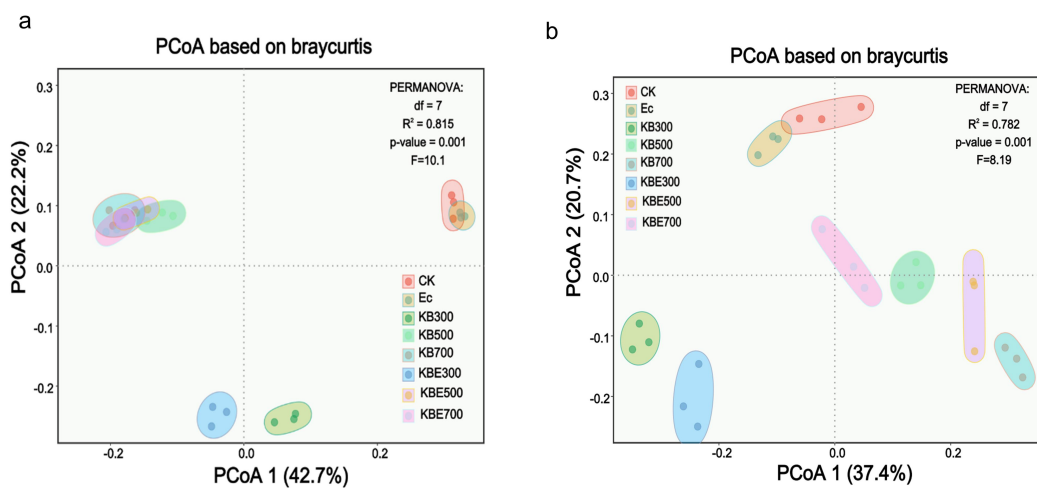 a
PCoA based on braycurtis
PCoA 2 (22.2%)
0.3
0.2
0.1
0.0
-0.1
-0.2
PERMANOVA:
df = 7
R² = 0.815
p-value = 0.001
F=10.1
CK
Ec
KB300
KB500
KB700
KBE300
KBE500
KBE700
-0.2
0.0
0.2
PCoA 1 (42.7%)
b
PCoA based on braycurtis
PCoA 2 (20.7%)
0.3
0.2
0.1
0.0
-0.1
-0.2
CK
Ec
KB300
KB500
KB700
KBE300
KBE500
KBE700
PERMANOVA:
df = 7
R² = 0.782
p-value = 0.001
F=8.19
-0.2
0.0
0.2
PCoA 1 (37.4%)